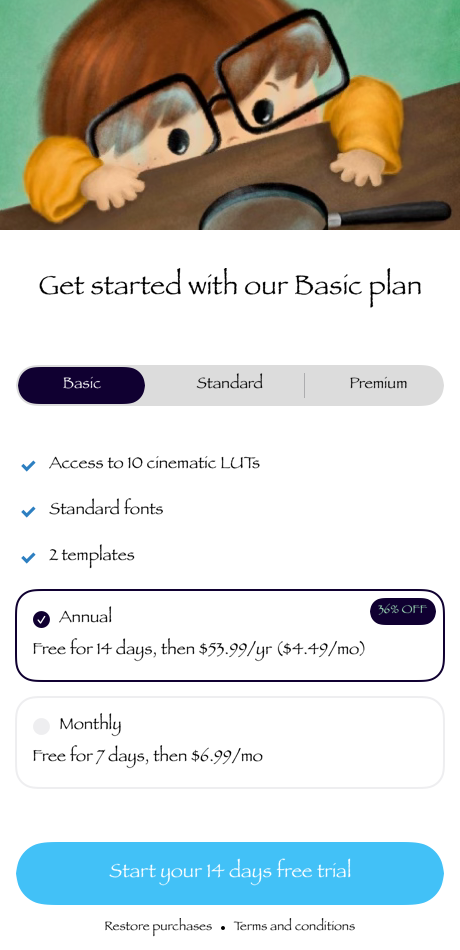 Get started with our Basic plan
Basic
Standard
Premium
Access to 10 cinematic LUTs
Standard fonts
2 templates
Annual
36% OFF
Free for 14 days, then $53.99/yr ($4.49/mo)
Monthly
Free for 7 days, then $6.99/mo
Start your 14 days free trial
Restore purchases • Terms and conditions